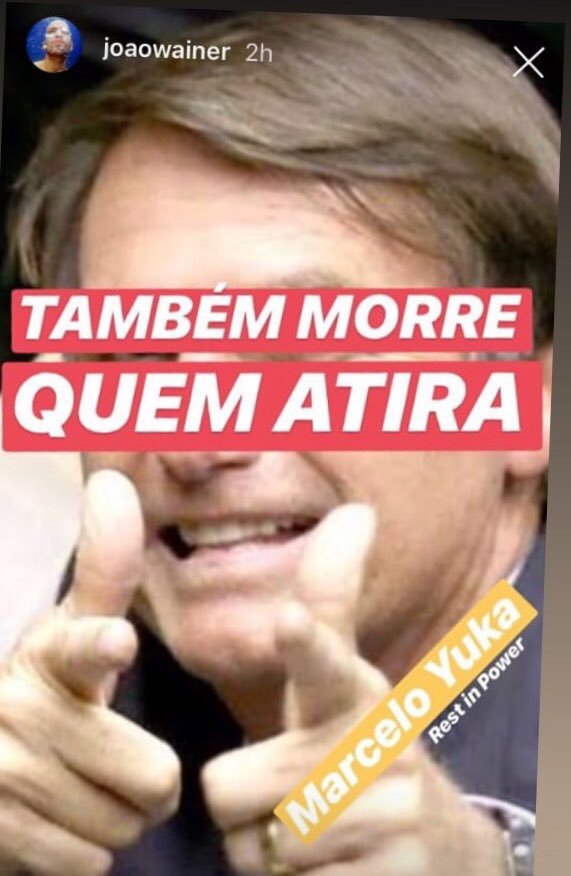 joaowainer 2h
TAMBÉM MORRE
QUEM ATIRA
Marcelo Yuka
Rest in Power